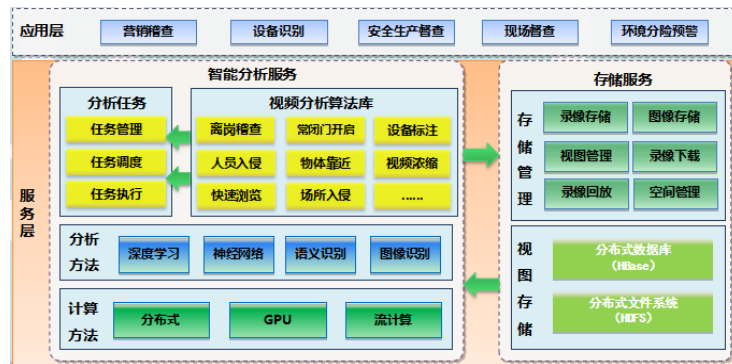 应用层
营销稽查
设备识别
安全生产督查
现场督查
环境分险预警
服务层
智能分析服务
分析任务
任务管理
任务调度
任务执行
视频分析算法库
离岗稽查
常闭门开启
设备标注
人员入侵
物体靠近
视频浓缩
快速浏览
场所入侵
......
分析方法
深度学习
神经网络
语义识别
图像识别
计算方法
分布式
GPU
流计算
存储服务
存储管理
录像存储
图像存储
视图管理
录像下载
录像回放
空间管理
视图存储
分布式数据库
（HBase）
分布式文件系统
（HDFS）